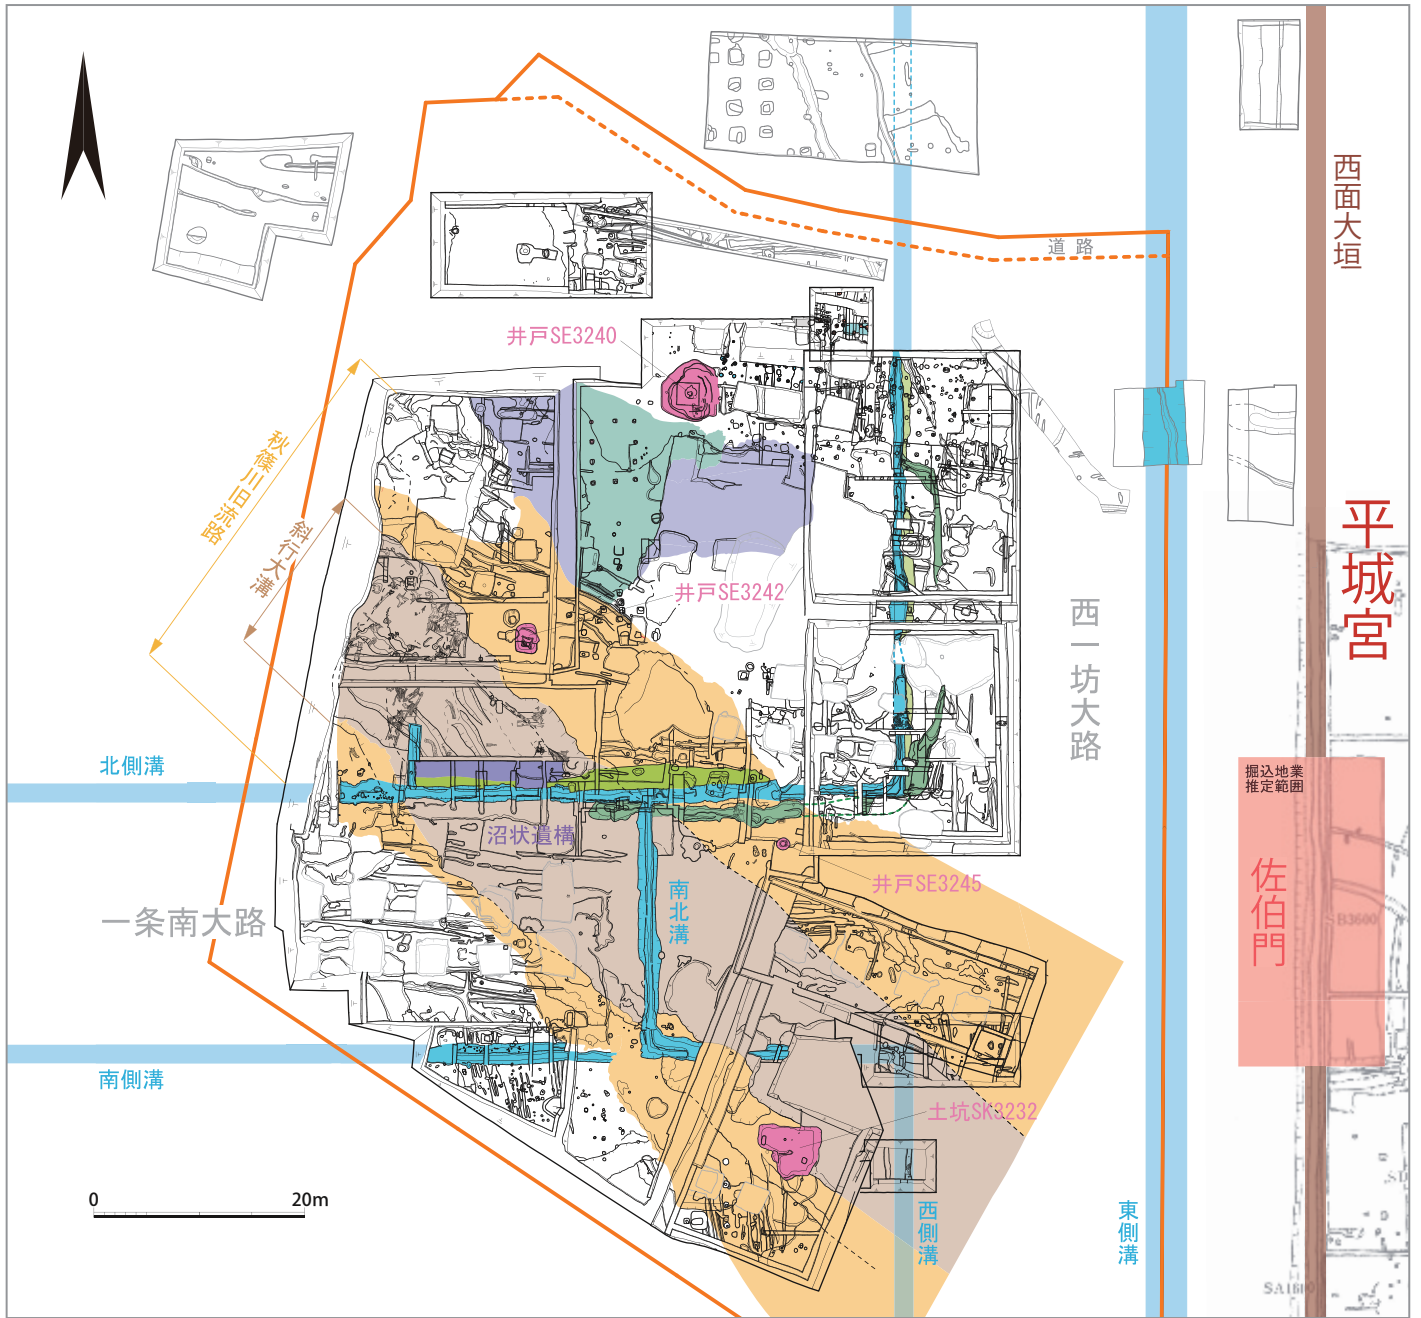 西面大垣
道 路
井戸SE3240
秋篠川旧流路
斜行大溝
平城宮
井戸SE3242
西一坊大路
北側溝
掘込地業
推定範囲
沼状遺構
佐伯門
井戸SE3245
南北溝
一条南大路
SB3600
南側溝
土坑SK3232
0 20m
西側溝
東側溝